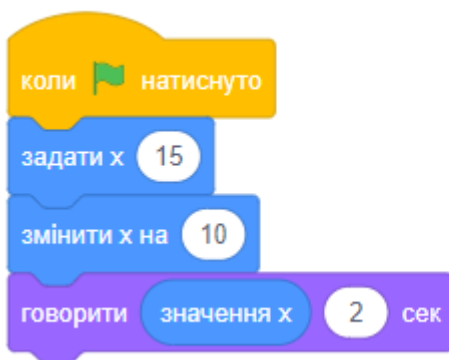 коли натиснуто
задати x 15
змінити x на 10
говорити значення x 2 сек